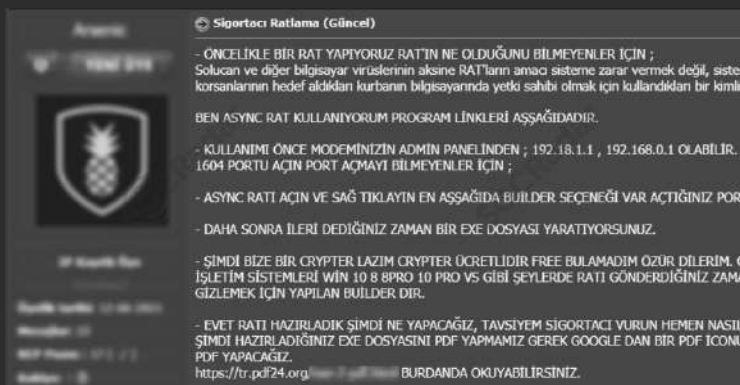 Sigortacı Ratlama (Güncel)
- ÖNCELİKLE BİR RAT YAPIYORUZ RAT'IN NE OLDUĞUNU BİLMEYENLER İÇİN ;
Solucan ve diğer bilgisayar virüslerinin aksine RAT'ların amacı sisteme zarar vermek değil, siste
korsanlarının hedef aldıkları kurbanın bilgisayarında yetki sahibi olmak için kullandıkları bir kimli
BEN ASYNC RAT KULLANIYORUM PROGRAM LİNKLERİ AŞŞAĞIDADIR.
- KULLANIMI ÖNCE MODEMİNİZİN ADMİN PANELİNDEN ; 192.18.1.1 , 192.168.0.1 OLABİLİR.
1604 PORTU AÇIN PORT AÇMAYI BİLMEYENLER İÇİN ;
- ASYNC RATI AÇIN VE SAĞ TIKLAYIN EN AŞŞAĞIDA BUİLDER SEÇENEĞİ VAR AÇTIĞINIZ POR
- DAHA SONRA İLERİ DEDİĞİNİZ ZAMAN BİR EXE DOSYASI YARATIYORSUNUZ.
- ŞİMDİ BİZE BİR CRYPTER LAZIM CRYPTER ÜCRETLİDİR FREE BULAMADIM ÖZÜR DİLERİM.
İŞLETİM SİSTEMLERİ WİN 10 8 8PRO 10 PRO VS GİBİ ŞEYLERDE RATI GÖNDERDİĞİNİZ ZAMA
GİZLEMEK İÇİN YAPILAN BUİLDER DIR.
- EVET RATI HAZIRLADIK ŞİMDİ NE YAPACAĞIZ, TAVSİYEM SİGORTACI VURUN HEMEN NASIL
ŞİMDİ HAZIRLADIĞINIZ EXE DOSYASINI PDF YAPMAMIZ GEREK GOOGLE DAN BİR PDF İCONU
PDF YAPACAĞIZ.
https://tr.pdf24.org BURDANDA OKUYABİLİRSİNİZ.